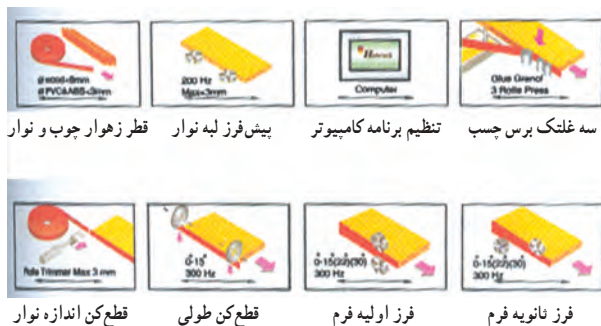 سه غلتک برس چسب
Glue Granol
3 Rolls Press
تنظیم برنامه کامپیوتر
Computer
پیش‌فرز لبه نوار
200 Hz
Max<3mm
قطر زهوار چوب و نوار
Ø wood<8mm
Ø PVC&ABS<3mm
فرز ثانویه فرم
0-15°(22)(30)
300 Hz
فرز اولیه فرم
0-15°(22)(30)
300 Hz
قطع‌کن طولی
0-15°
300 Hz
قطع‌کن اندازه نوار
Trimmer Max 3 mm